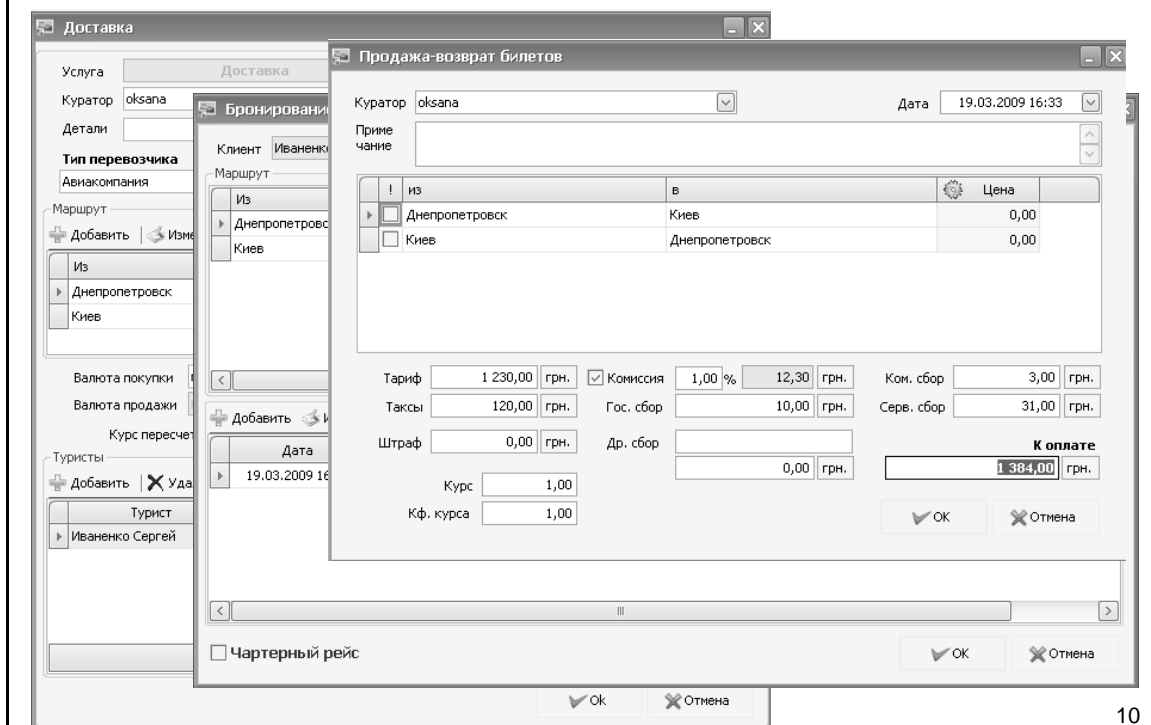 Доставка
Услуга Доставка
Куратор oksana
Детали
Тип перевозчика
Авиакомпания
Маршрут
Добавить
Из
Днепропетровск
Киев
Валюта покупки
Валюта продажи
Курс пересчет
Туристы
Добавить Уда
Турист
Иваненко Сергей
Ok Отмена
Бронирование
Клиент Иваненк
Маршрут
Из
Днепропетровс
Киев
Добавить
Дата
19.03.2009 16
Чартерный рейс
OK Отмена
Продажа-возврат билетов
Куратор oksana Дата 19.03.2009 16:33
Приме
чание
! из в Цена
Днепропетровск Киев 0,00
Киев Днепропетровск 0,00
Тариф 1 230,00 грн. Комиссия 1,00 % 12,30 грн. Ком. сбор 3,00 грн.
Таксы 120,00 грн. Гос. сбор 10,00 грн. Серв. сбор 31,00 грн.
Штраф 0,00 грн. Др. сбор К оплате
0,00 грн. 1 384,00 грн.
Курс 1,00
Кф. курса 1,00
OK Отмена
10